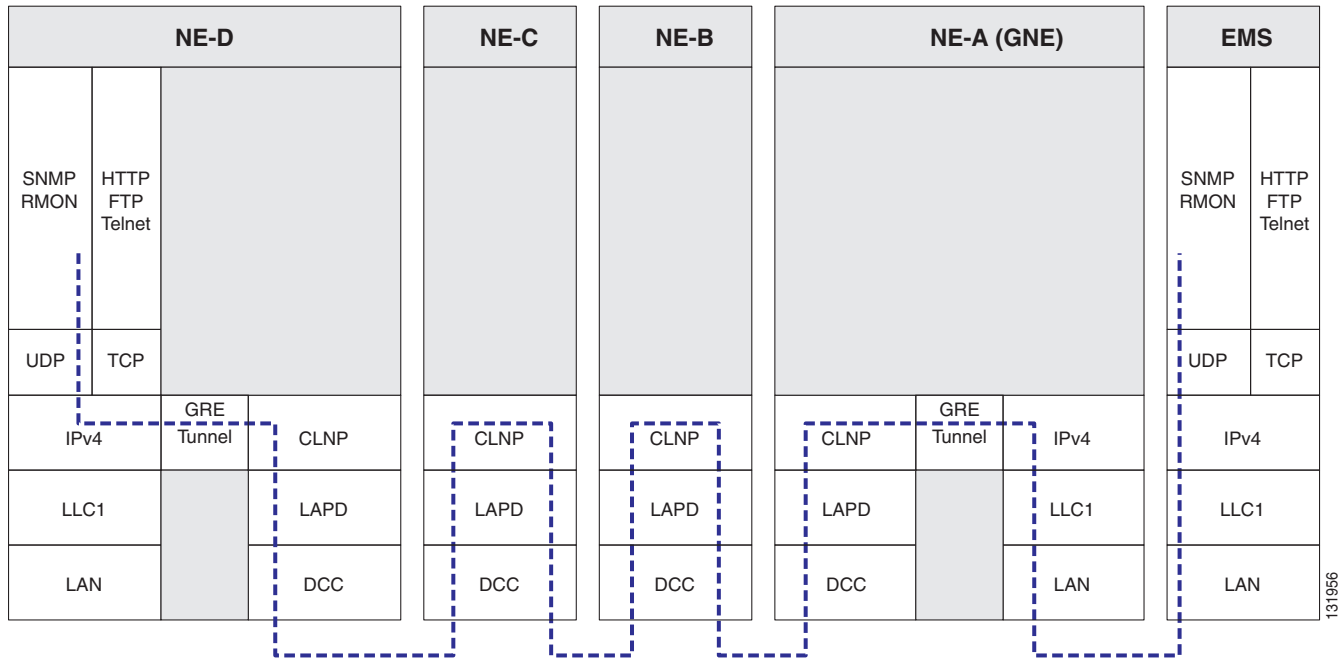 NE-D NE-C NE-B NE-A (GNE) EMS
SNMP
RMON
HTTP
FTP
Telnet
SNMP
RMON
HTTP
FTP
Telnet
UDP TCP UDP TCP
IPv4
GRE
Tunnel
CLNP CLNP CLNP CLNP
GRE
Tunnel
IPv4 IPv4
LLC1 LAPD LAPD LAPD LAPD LLC1 LLC1
LAN DCC DCC DCC DCC LAN LAN
131956